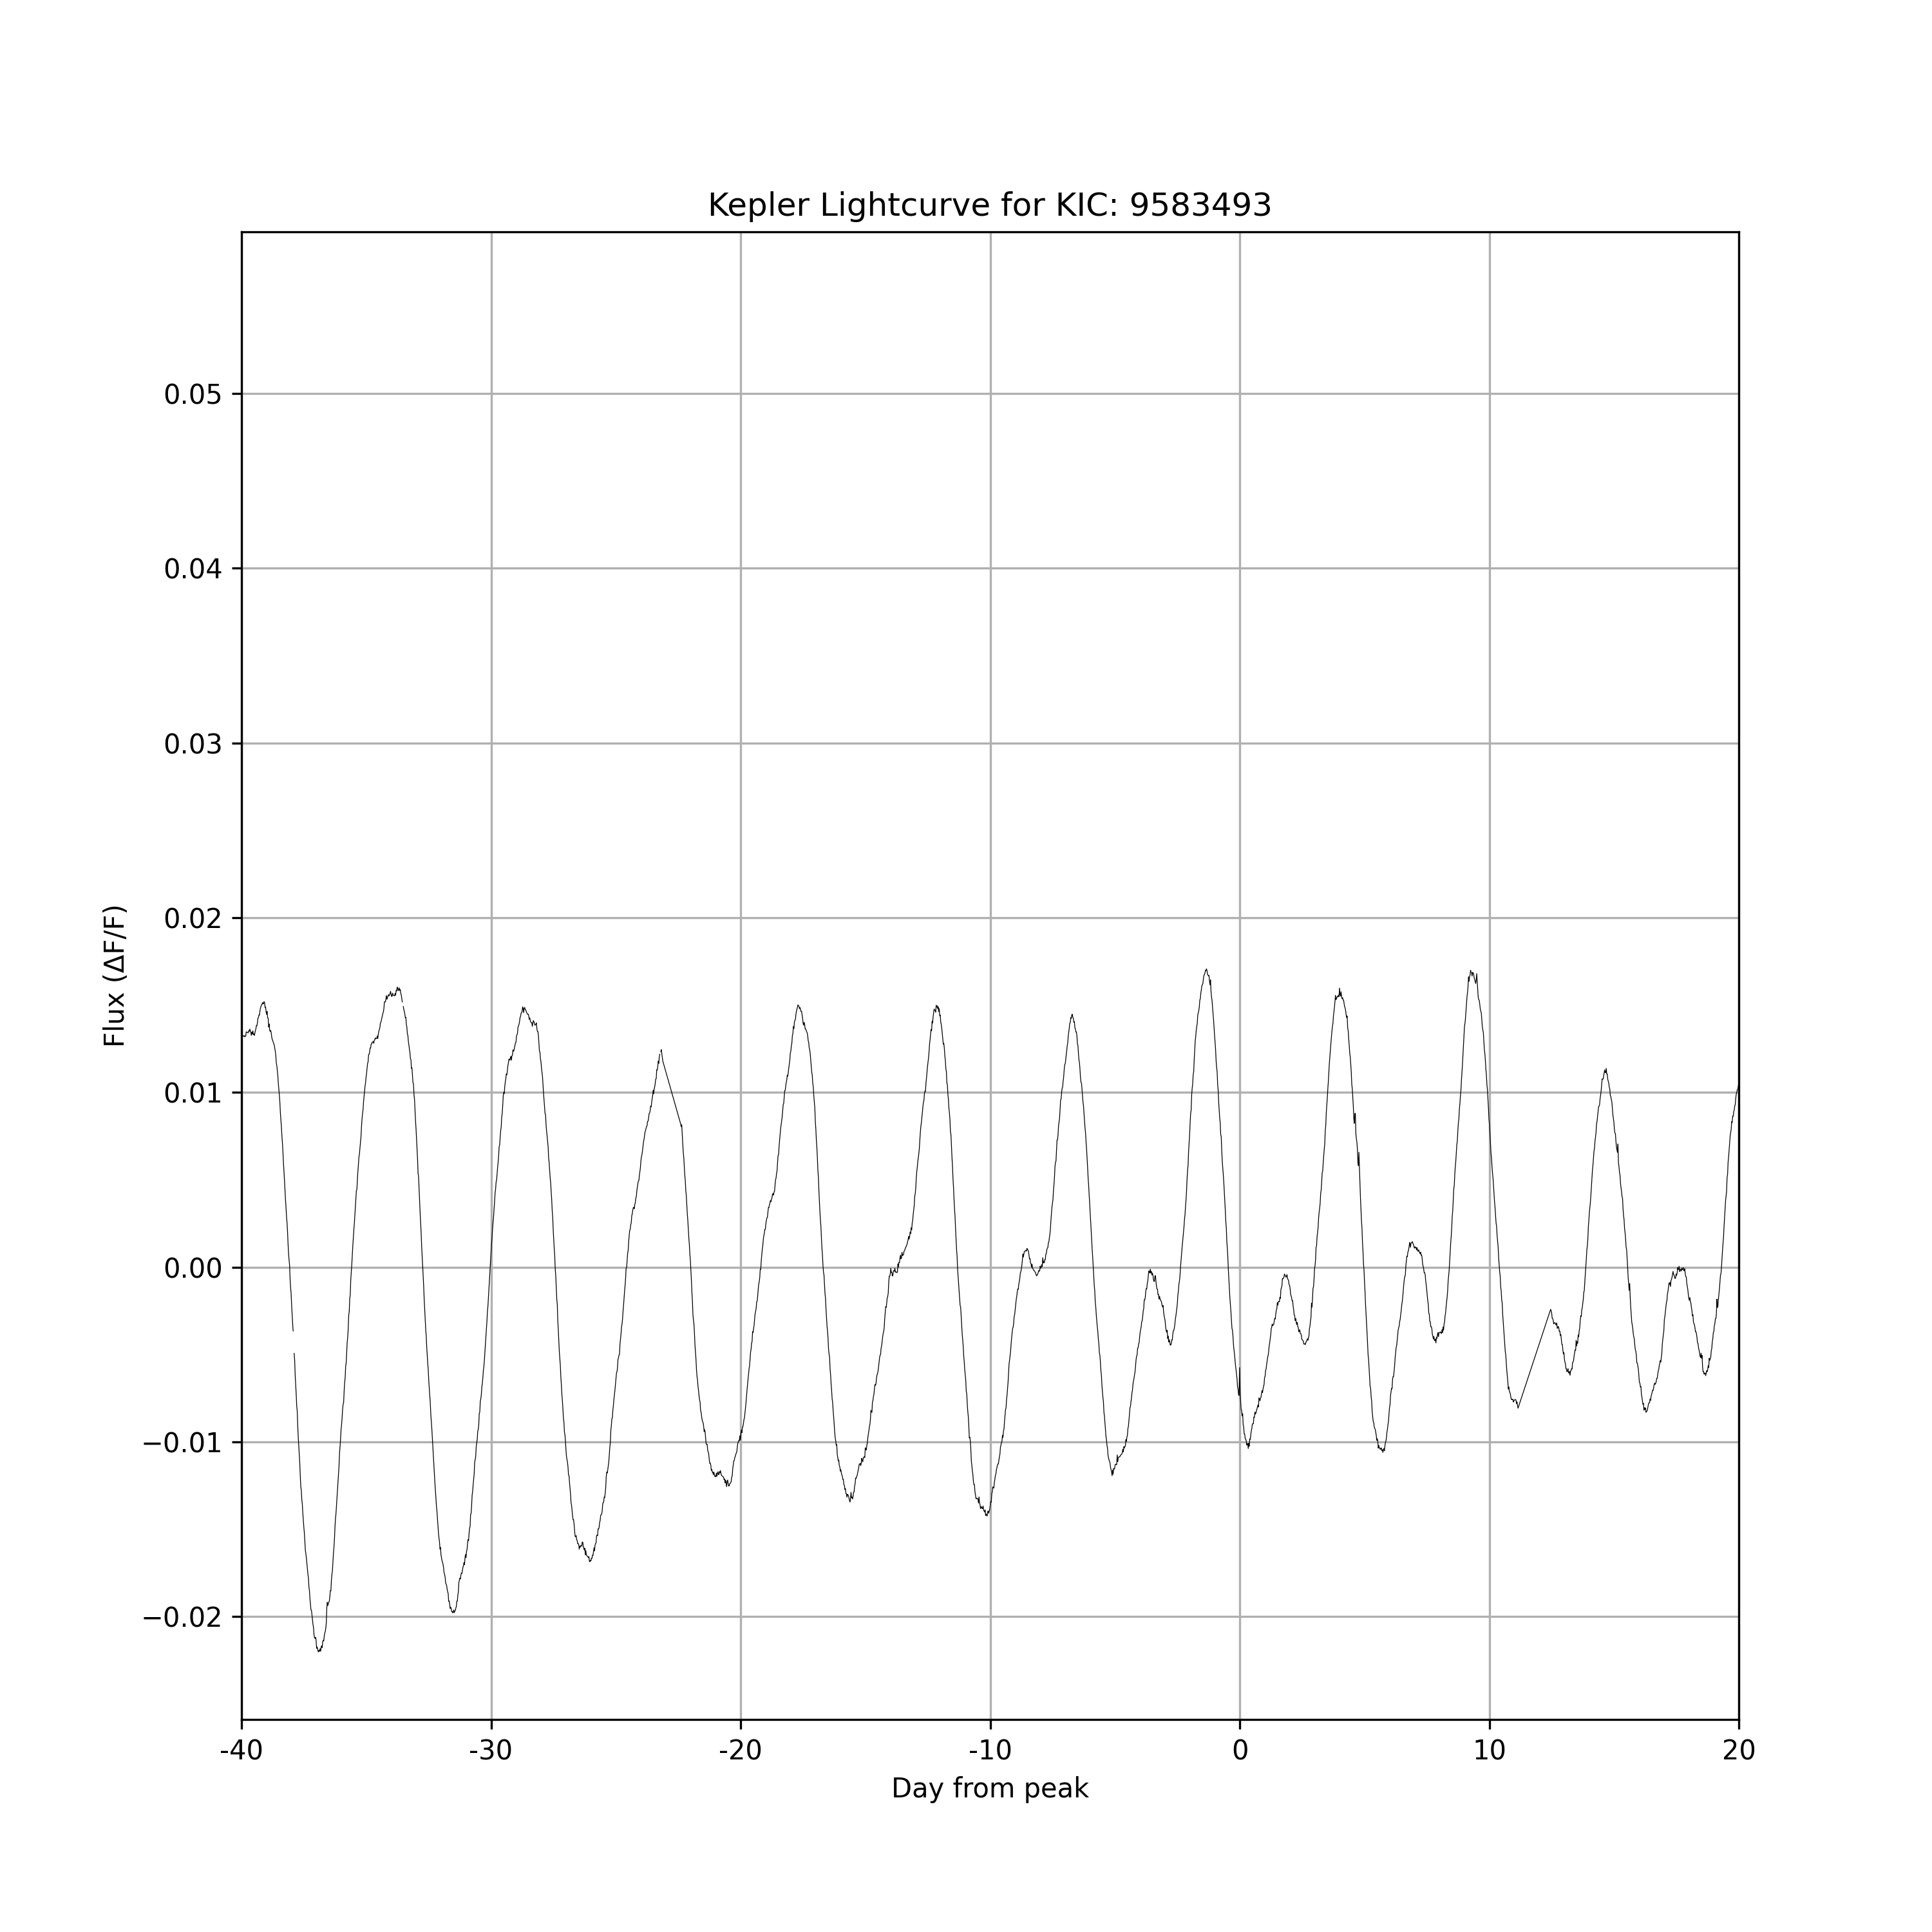 Kepler Lightcurve for KIC: 9583493
Flux (ΔF/F)
0.05
0.04
0.03
0.02
0.01
0.00
−0.01
−0.02
-40 -30 -20 -10 0 10 20
Day from peak